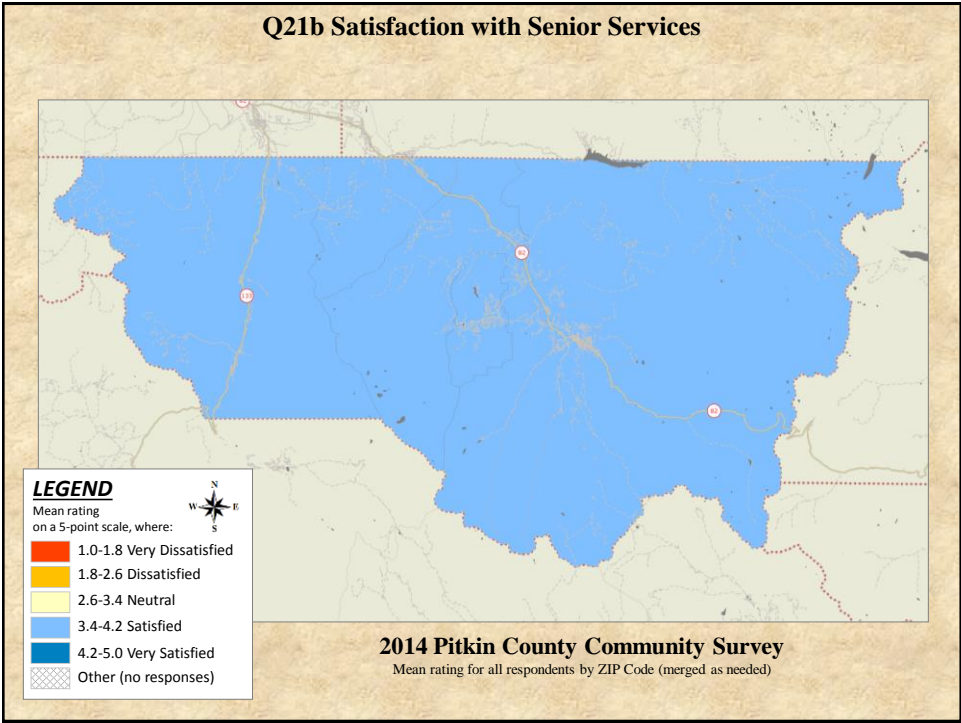 Q21b Satisfaction with Senior Services
82
82
133
82
LEGEND
Mean rating
on a 5-point scale, where:
N
W E
S
1.0-1.8 Very Dissatisfied
1.8-2.6 Dissatisfied
2.6-3.4 Neutral
3.4-4.2 Satisfied
4.2-5.0 Very Satisfied
Other (no responses)
2014 Pitkin County Community Survey
Mean rating for all respondents by ZIP Code (merged as needed)